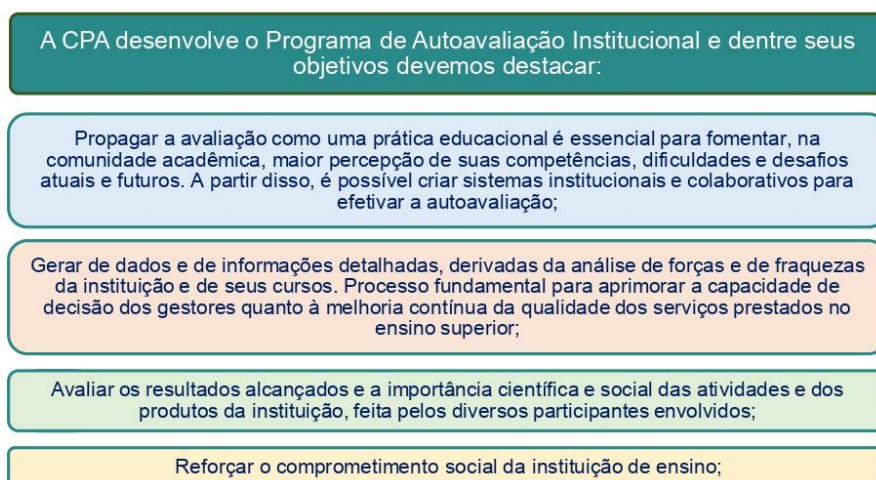 A CPA desenvolve o Programa de Autoavaliação Institucional e dentre seus
objetivos devemos destacar:
Propagar a avaliação como uma prática educacional é essencial para fomentar, na
comunidade acadêmica, maior percepção de suas competências, dificuldades e desafios
atuais e futuros. A partir disso, é possível criar sistemas institucionais e colaborativos para
efetivar a autoavaliação;
Gerar de dados e de informações detalhadas, derivadas da análise de forças e de fraquezas
da instituição e de seus cursos. Processo fundamental para aprimorar a capacidade de
decisão dos gestores quanto à melhoria contínua da qualidade dos serviços prestados no
ensino superior;
Avaliar os resultados alcançados e a importância científica e social das atividades e dos
produtos da instituição, feita pelos diversos participantes envolvidos;
Reforçar o comprometimento social da instituição de ensino;